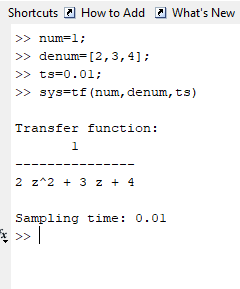 Shortcuts How to Add What's New
>> num=1;
>> denum=[2,3,4];
>> ts=0.01;
>> sys=tf(num,denum,ts)
Transfer function:
1
---------------
2 z^2 + 3 z + 4
Sampling time: 0.01
fx >>